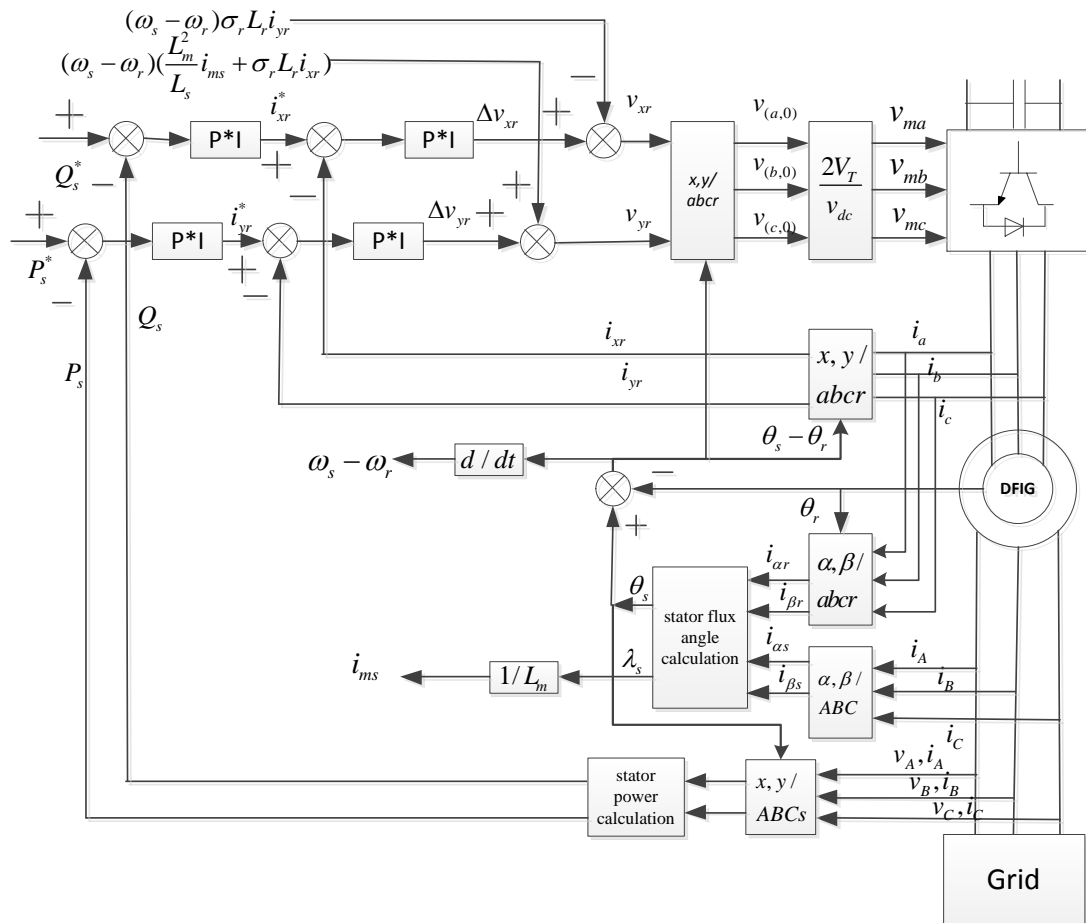 (ω_s − ω_r)σ_r L_r i_yr
(ω_s − ω_r)(L_m^2/L_s i_ms + σ_r L_r i_xr)
+ i_xr^* Δv_xr + − v_xr v_(a,0) v_ma
P*I + P*I
Q_s^* − − x,y/ abcr v_(b,0) 2V_T/v_dc v_mb
+ i_yr^* Δv_yr + + v_yr v_(c,0) v_mc
P*I + P*I
P_s^* − −
Q_s
P_s
i_xr x, y / abcr i_a
i_yr i_b
i_c
θ_s − θ_r
ω_s − ω_r d / dt
− DFIG
+ θ_r
θ_s stator flux angle calculation i_αr α, β / abcr
i_βr
i_αs α, β / ABC i_A
i_ms 1/ L_m λ_s i_βs i_B
i_C
stator power calculation x, y / ABCs v_A, i_A
v_B, i_B
v_C, i_C
Grid